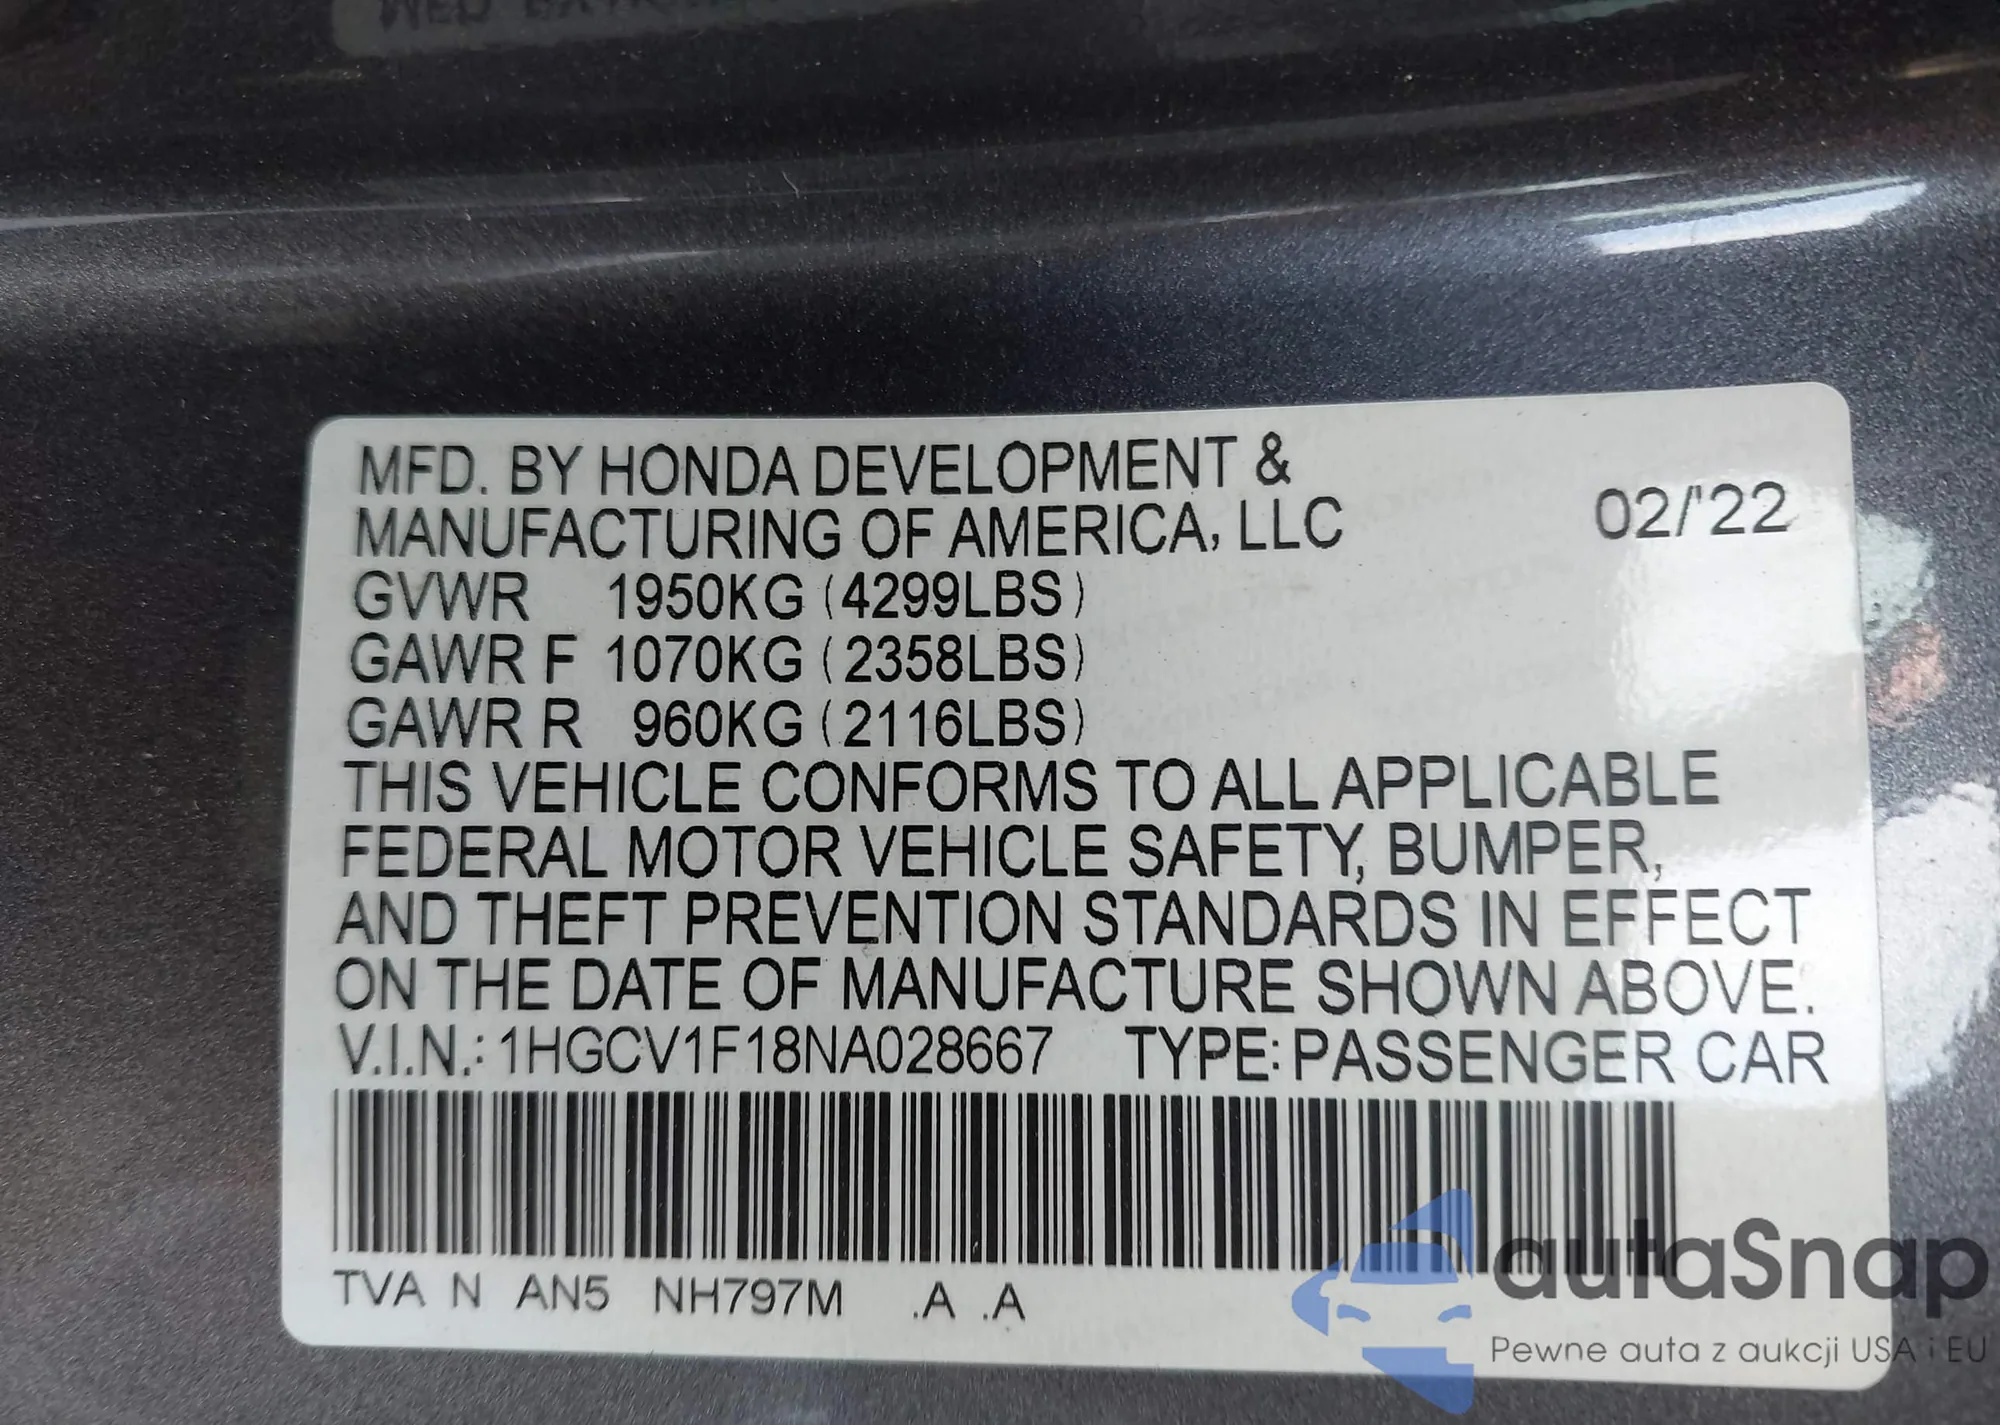 MFD. BY HONDA DEVELOPMENT &
MANUFACTURING OF AMERICA, LLC 02/'22
GVWR 1950KG (4299LBS)
GAWR F 1070KG (2358LBS)
GAWR R 960KG (2116LBS)
THIS VEHICLE CONFORMS TO ALL APPLICABLE
FEDERAL MOTOR VEHICLE SAFETY, BUMPER,
AND THEFT PREVENTION STANDARDS IN EFFECT
ON THE DATE OF MANUFACTURE SHOWN ABOVE.
V.I.N.: 1HGCV1F18NA028667 TYPE: PASSENGER CAR
TVA N AN5 NH797M .A .A
autaSnap
Pewne auta z aukcji USA i EU